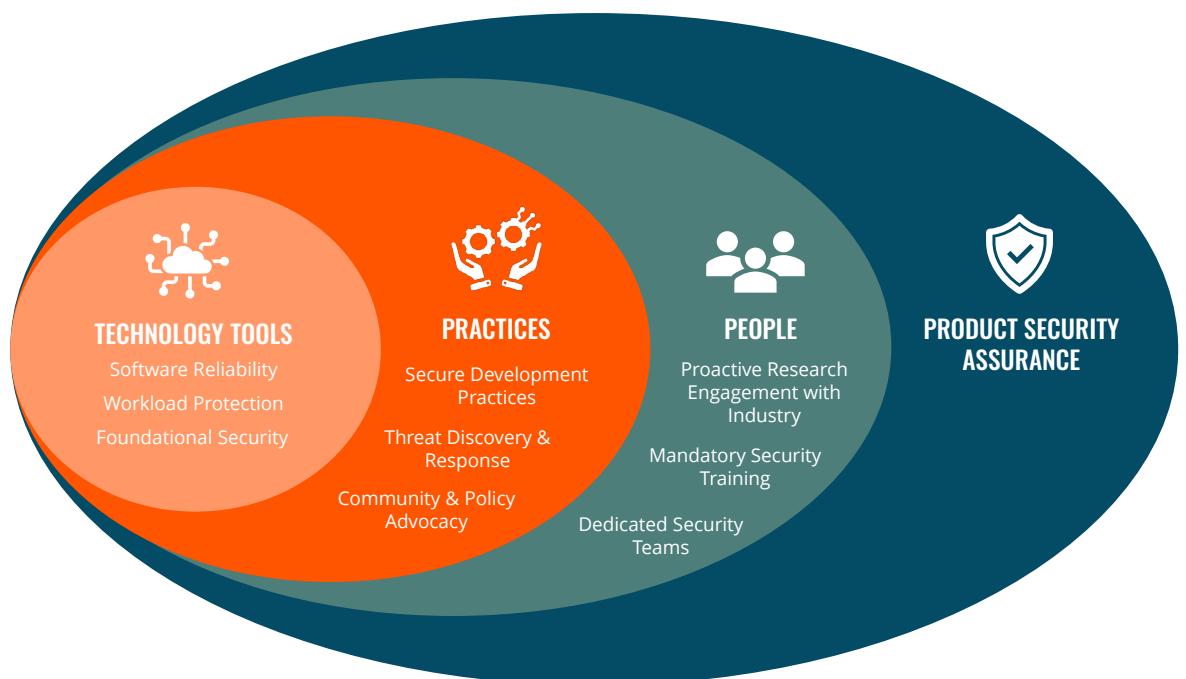 TECHNOLOGY TOOLS
Software Reliability
Workload Protection
Foundational Security
PRACTICES
Secure Development
Practices
Threat Discovery &
Response
Community & Policy
Advocacy
PEOPLE
Proactive Research
Engagement with
Industry
Mandatory Security
Training
Dedicated Security
Teams
PRODUCT SECURITY
ASSURANCE